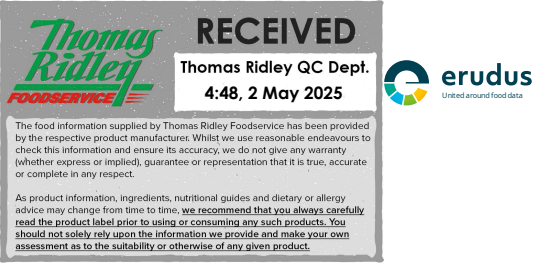 Thomas
Ridley
FOODSERVICE
RECEIVED
Thomas Ridley QC Dept.
4:48, 2 May 2025
erudus
United around food data
The food information supplied by Thomas Ridley Foodservice has been provided
by the respective product manufacturer. Whilst we use reasonable endeavours to
check this information and ensure its accuracy, we do not give any warranty
(whether express or implied), guarantee or representation that it is true, accurate
or complete in any respect.
As product information, ingredients, nutritional guides and dietary or allergy
advice may change from time to time, we recommend that you always carefully
read the product label prior to using or consuming any such products. You
should not solely rely upon the information we provide and make your own
assessment as to the suitability or otherwise of any given product.